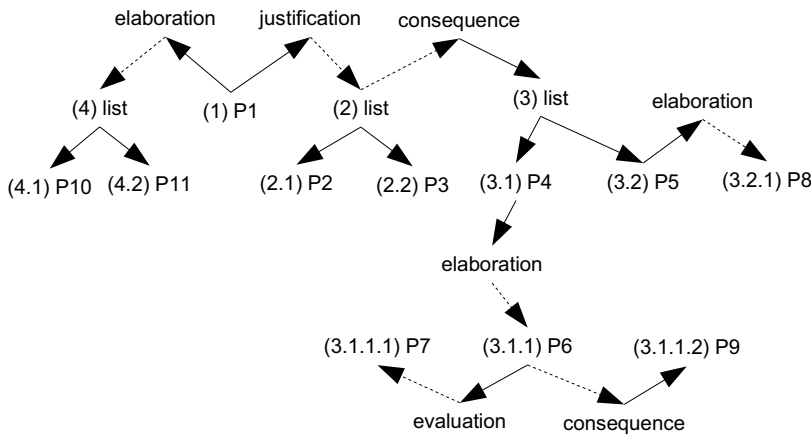 elaboration
justification
consequence
(4) list
(1) P1
(2) list
(3) list
elaboration
(4.1) P10
(4.2) P11
(2.1) P2
(2.2) P3
(3.1) P4
(3.2) P5
(3.2.1) P8
elaboration
(3.1.1.1) P7
(3.1.1) P6
(3.1.1.2) P9
evaluation
consequence